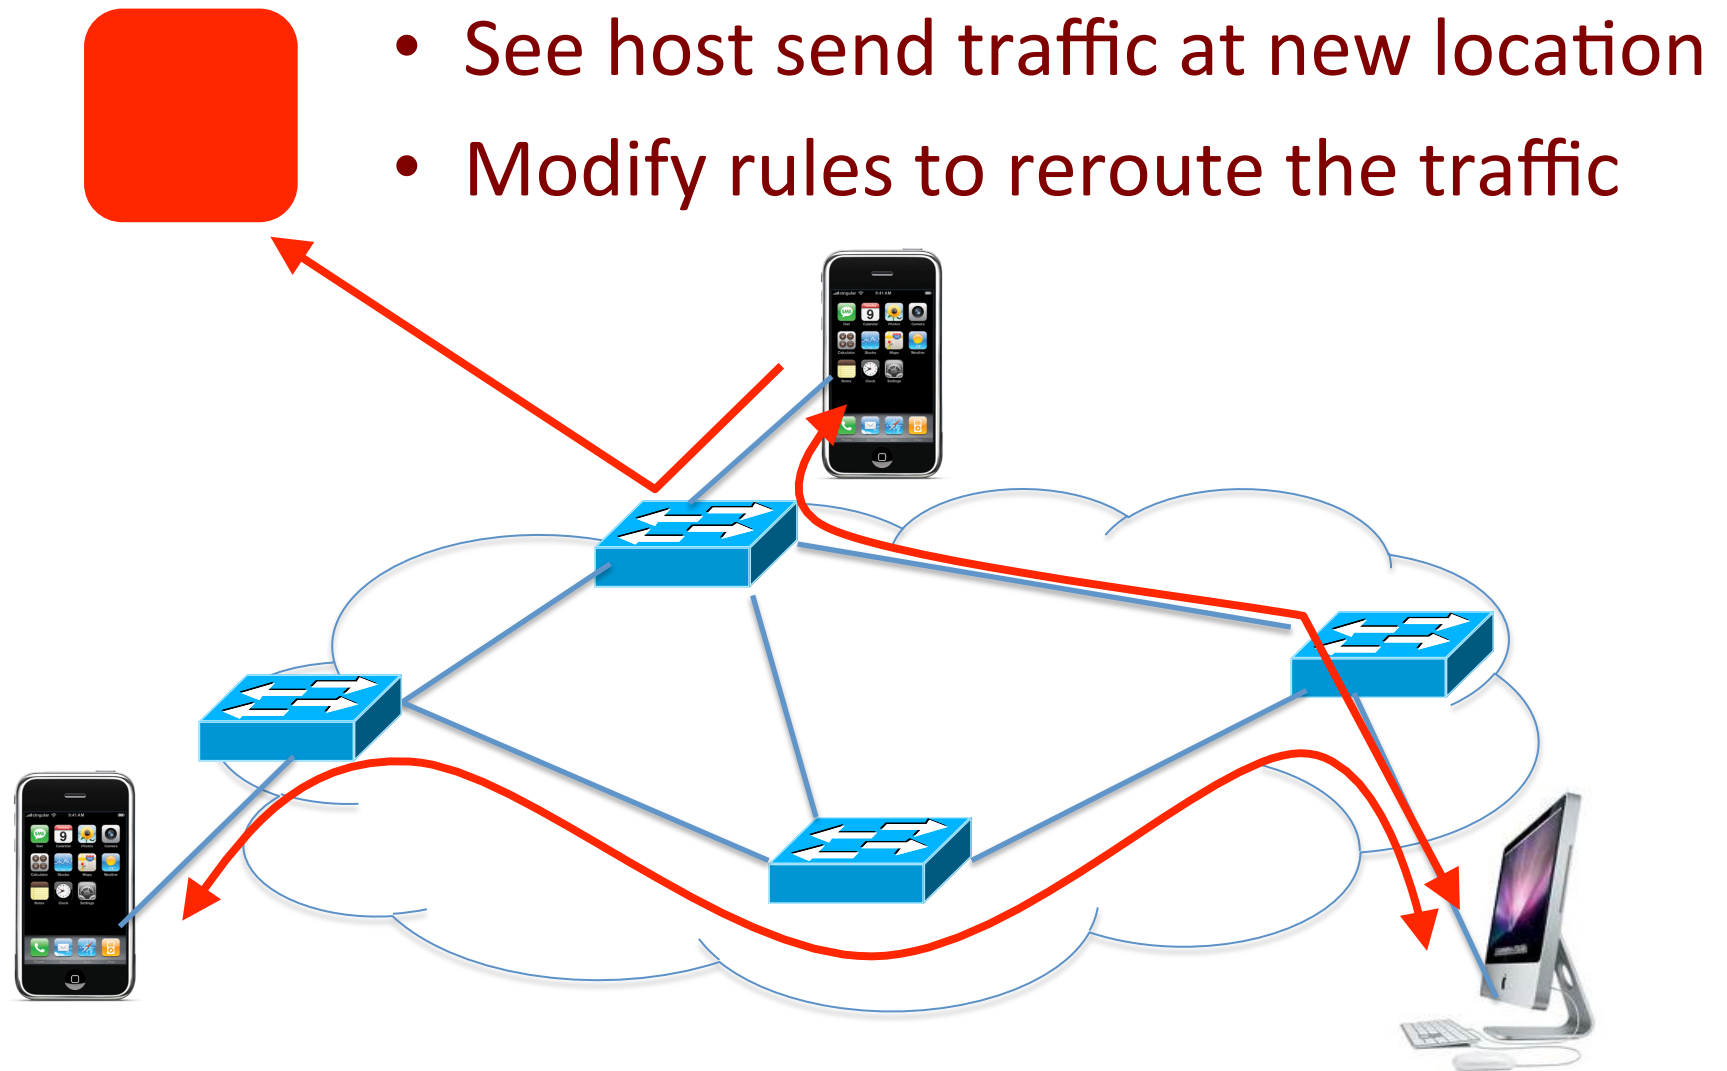 • See host send traffic at new location
• Modify rules to reroute the traffic